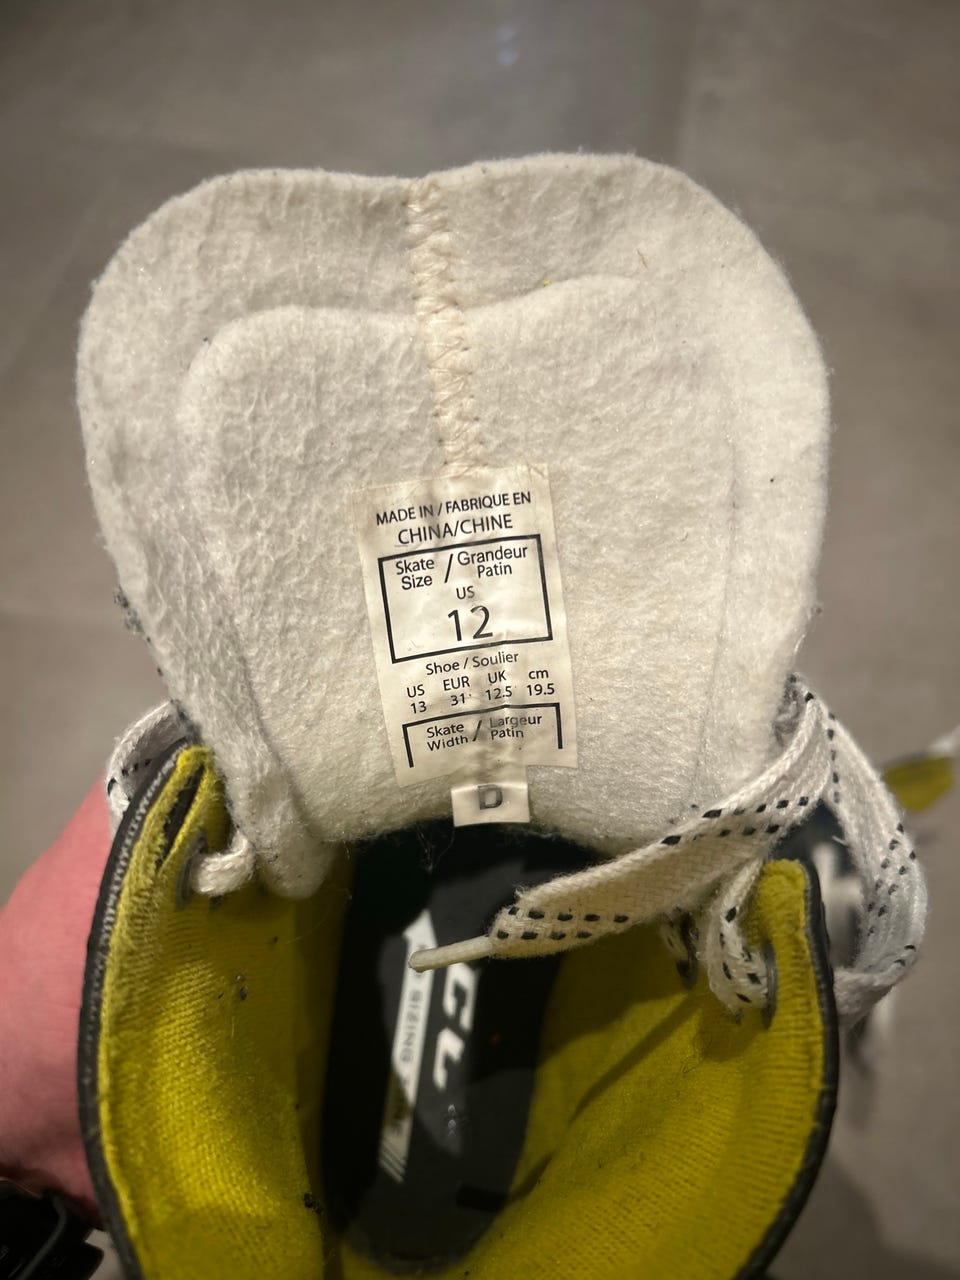 MADE IN / FABRIQUE EN
CHINA/CHINE
Skate Size / Grandeur Patin
US
12
Shoe / Soulier
US EUR UK cm
13 31 12.5 19.5
Skate Width / Largeur Patin
D
SIZING